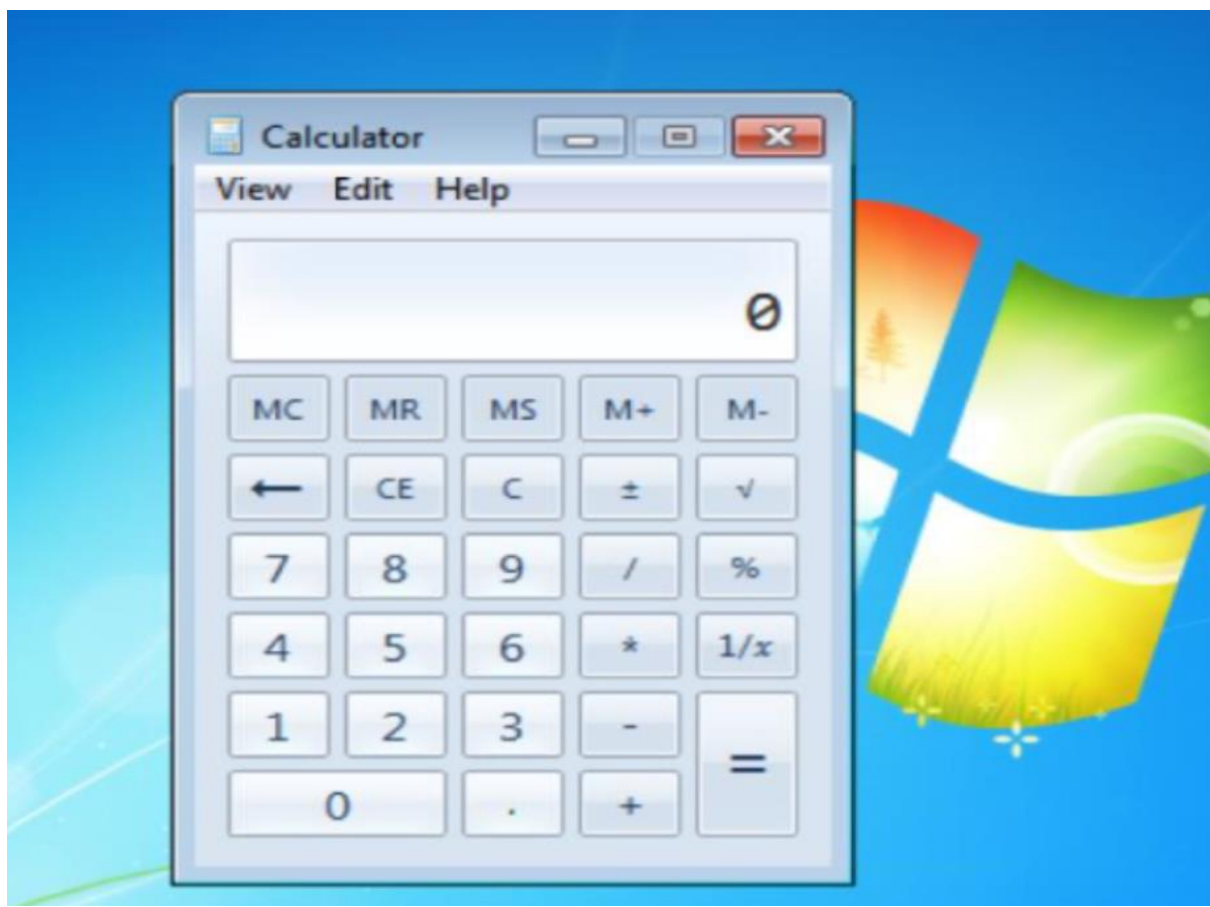 Calculator
View Edit Help
0
MC MR MS M+ M-
← CE C ± √
7 8 9 / %
4 5 6 * 1/x
1 2 3 -
=
0 . +